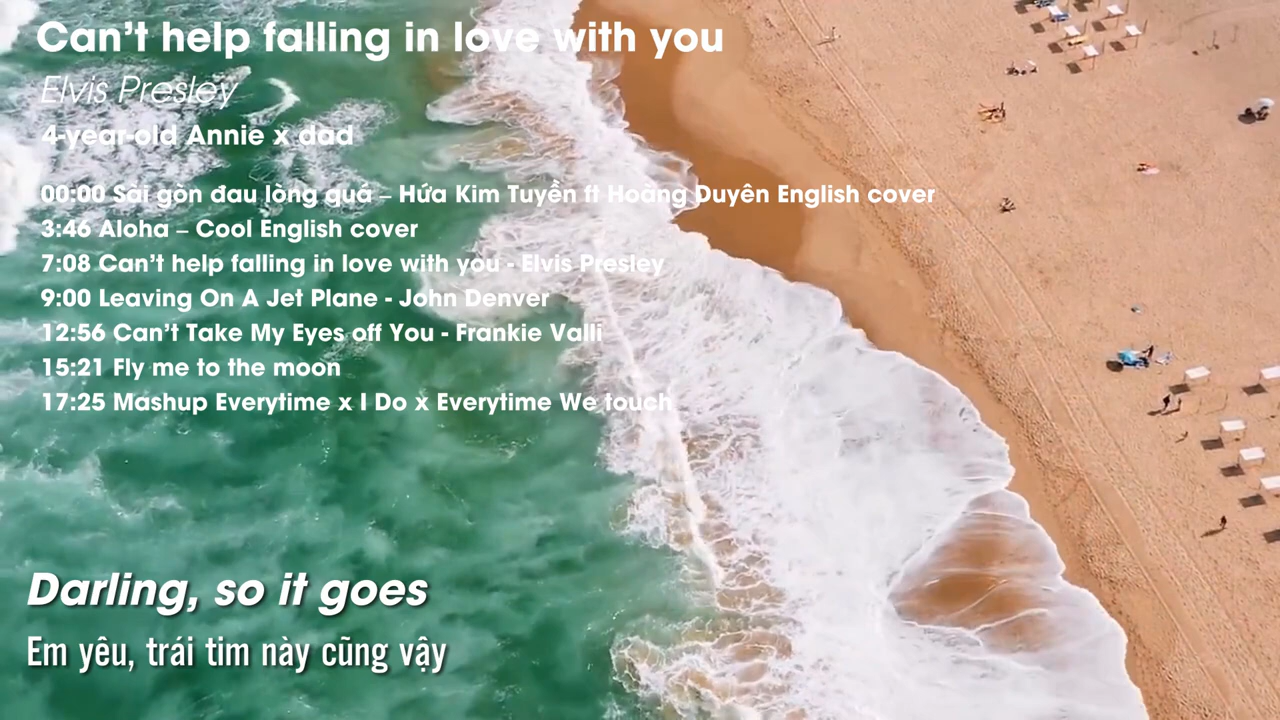 Can’t help falling in love with you
Elvis Presley
4-year-old Annie x dad
00:00 Sài gòn đau lòng quá – Hứa Kim Tuyền ft Hoàng Duyên English cover
3:46 Aloha – Cool English cover
7:08 Can’t help falling in love with you - Elvis Presley
9:00 Leaving On A Jet Plane - John Denver
12:56 Can’t Take My Eyes off You - Frankie Valli
15:21 Fly me to the moon
17:25 Mashup Everytime x I Do x Everytime We touch
Darling, so it goes
Em yêu, trái tim này cũng vậy